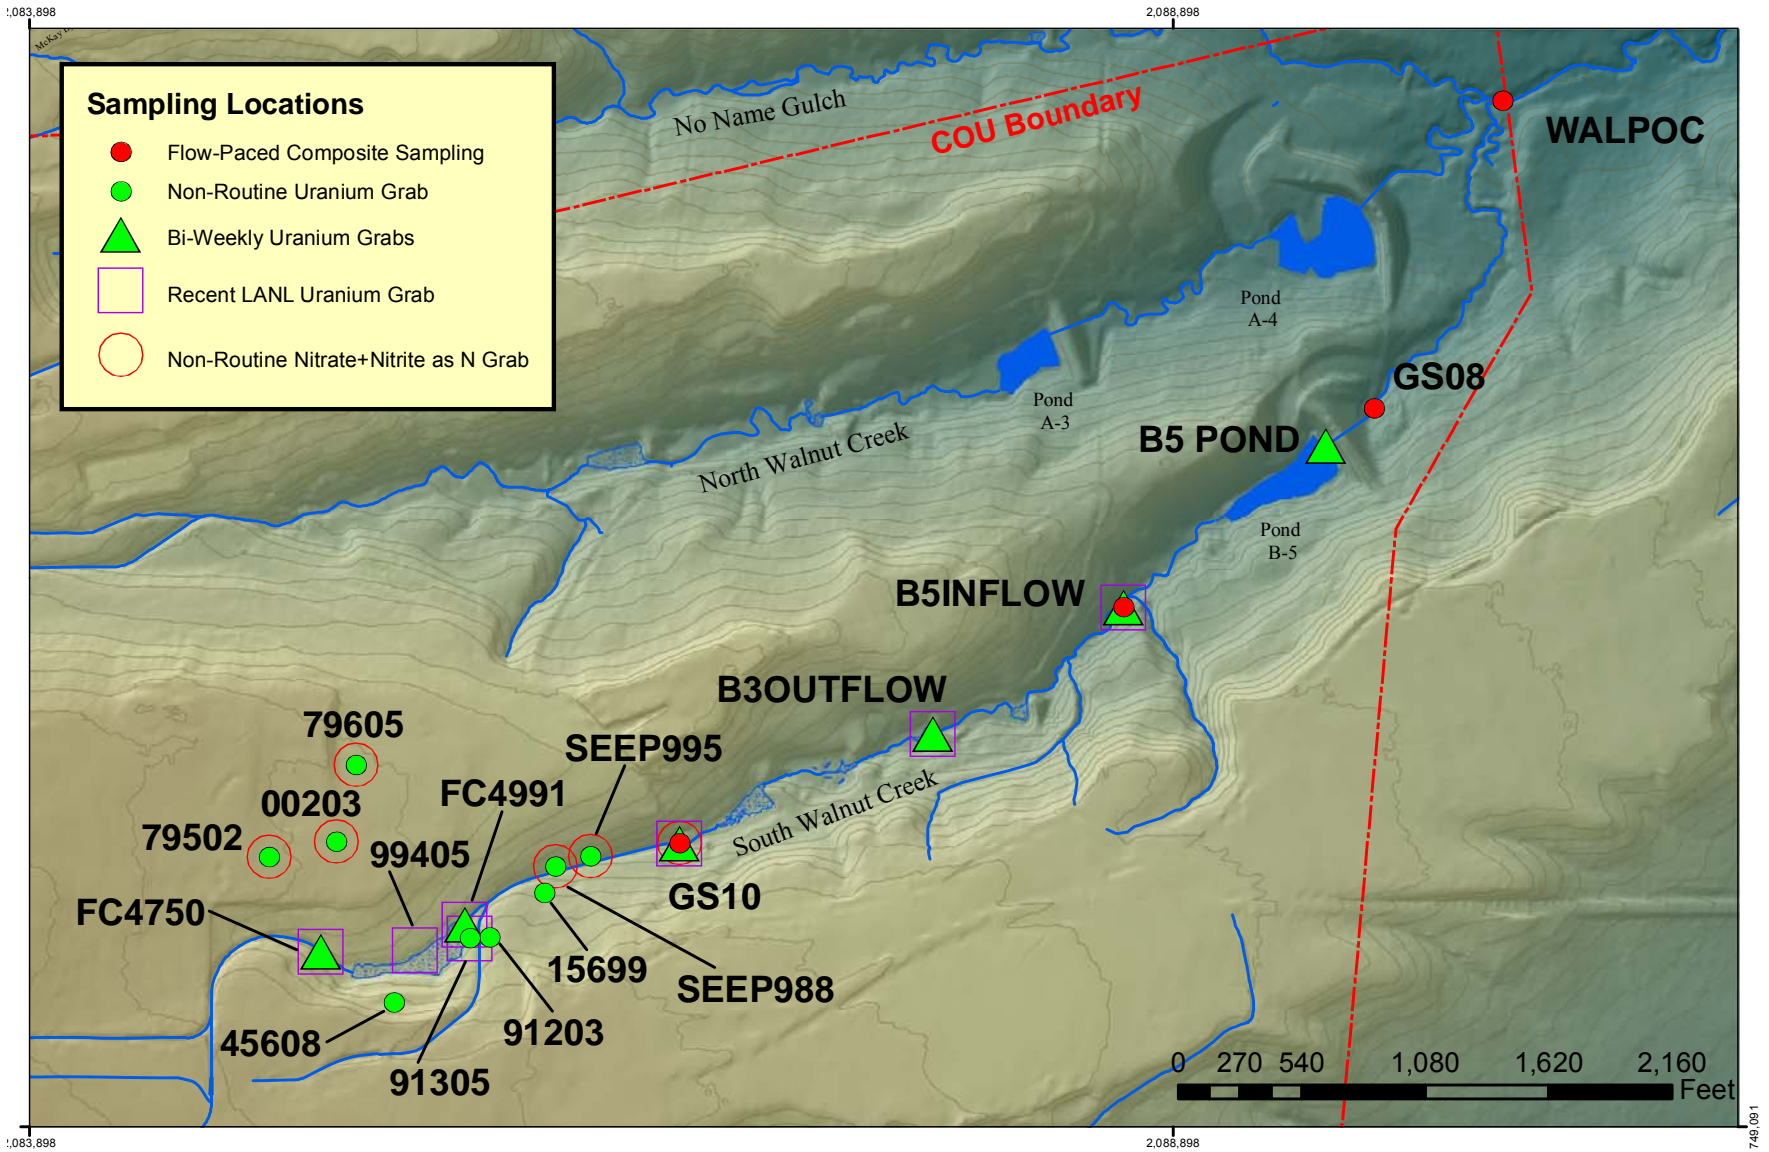 2,083,898
2,088,898
Sampling Locations
Flow-Paced Composite Sampling
Non-Routine Uranium Grab
Bi-Weekly Uranium Grabs
Recent LANL Uranium Grab
Non-Routine Nitrate+Nitrite as N Grab
McKay
No Name Gulch
COU Boundary
WALPOC
Pond
A-4
GS08
Pond
A-3
B5 POND
North Walnut Creek
Pond
B-5
B5INFLOW
B3OUTFLOW
79605
SEEP995
FC4991
00203
79502
99405
South Walnut Creek
GS10
FC4750
15699
SEEP988
91203
45608
91305
0 270 540 1,080 1,620 2,160
Feet
2,083,898
2,088,898
749,091